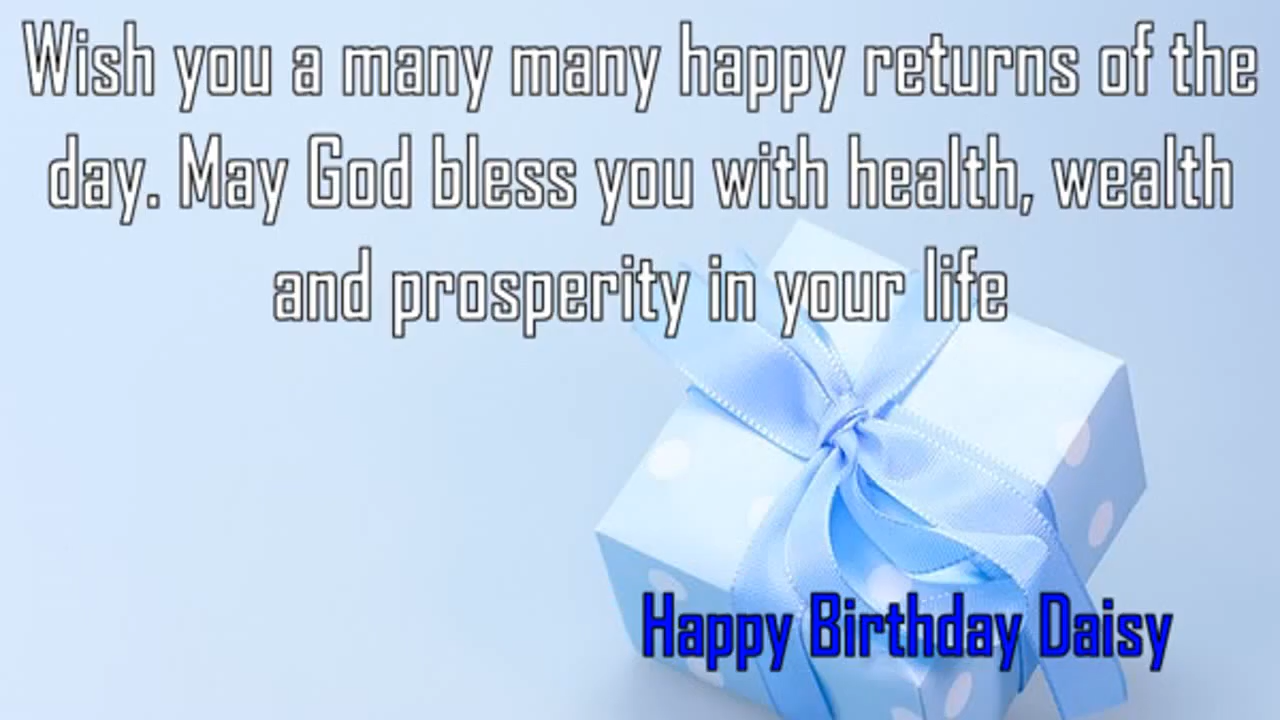 Wish you a many many happy returns of the
day. May God bless you with health, wealth
and prosperity in your life
Happy Birthday Daisy